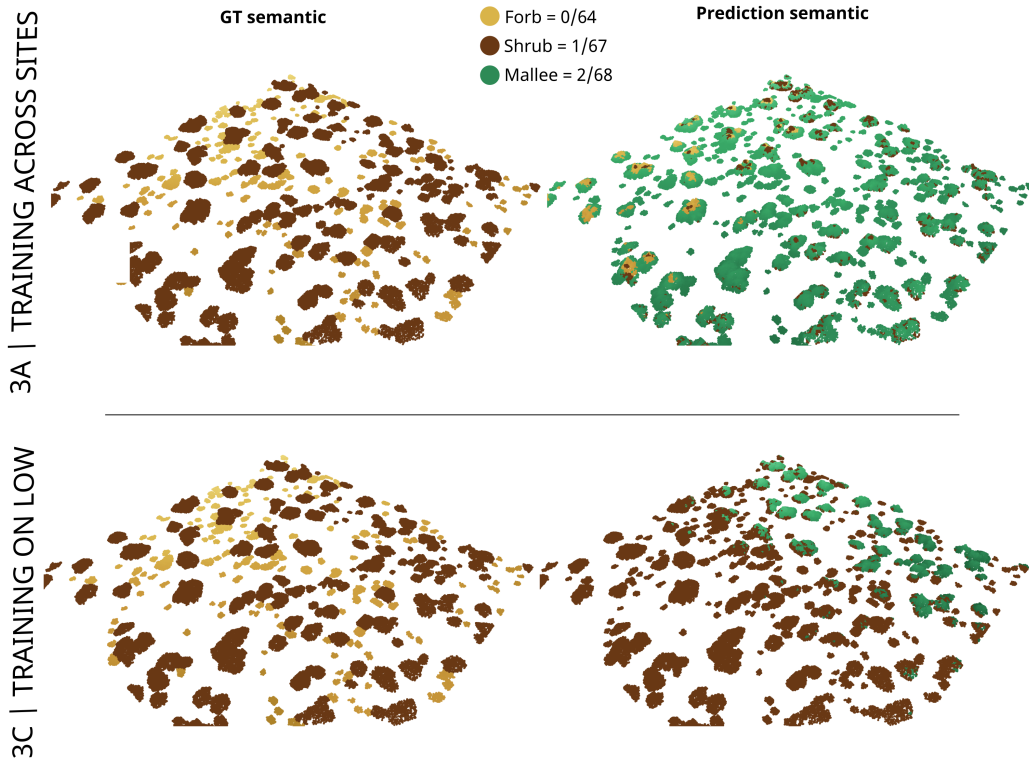 GT semantic
Forb = 0/64
Shrub = 1/67
Mallee = 2/68
Prediction semantic
3A | TRAINING ACROSS SITES
3C | TRAINING ON LOW